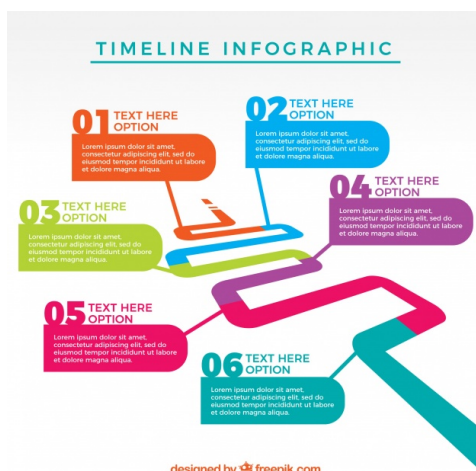 TIMELINE INFOGRAPHIC
01 TEXT HERE
OPTION
Lorem ipsum dolor sit amet,
consectetur adipiscing elit, sed do
eiusmod tempor incididunt ut labore
et dolore magna aliqua.
02 TEXT HERE
OPTION
Lorem ipsum dolor sit amet,
consectetur adipiscing elit, sed do
eiusmod tempor incididunt ut labore
et dolore magna aliqua.
03 TEXT HERE
OPTION
Lorem ipsum dolor sit amet,
consectetur adipiscing elit, sed do
eiusmod tempor incididunt ut labore
et dolore magna aliqua.
04 TEXT HERE
OPTION
Lorem ipsum dolor sit amet,
consectetur adipiscing elit, sed do
eiusmod tempor incididunt ut labore
et dolore magna aliqua.
05 TEXT HERE
OPTION
Lorem ipsum dolor sit amet,
consectetur adipiscing elit, sed do
eiusmod tempor incididunt ut labore
et dolore magna aliqua.
06 TEXT HERE
OPTION
Lorem ipsum dolor sit amet,
consectetur adipiscing elit, sed do
eiusmod tempor incididunt ut labore
et dolore magna aliqua.
designed by freepik.com